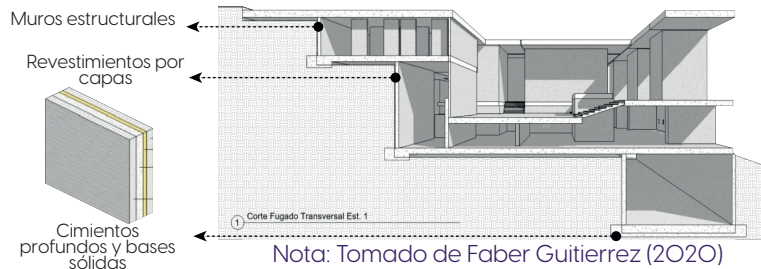 Muros estructurales
Revestimientos por
capas
Cimientos
profundos y bases
sólidas
1 Corte Fugado Transversal Est. 1
Nota: Tomado de Faber Guitierrez (2020)